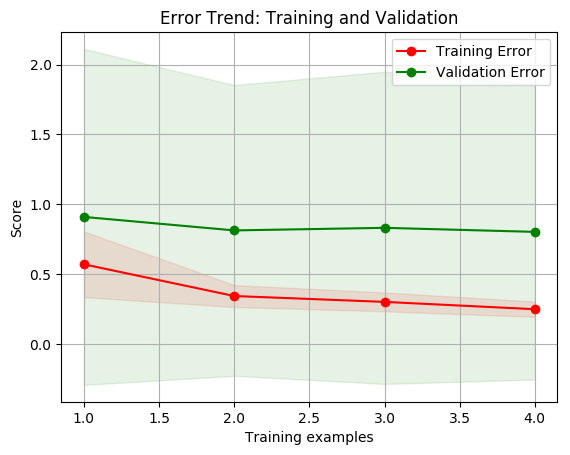 Error Trend: Training and Validation
Training Error
Validation Error
Score
2.0
1.5
1.0
0.5
0.0
1.0 1.5 2.0 2.5 3.0 3.5 4.0
Training examples